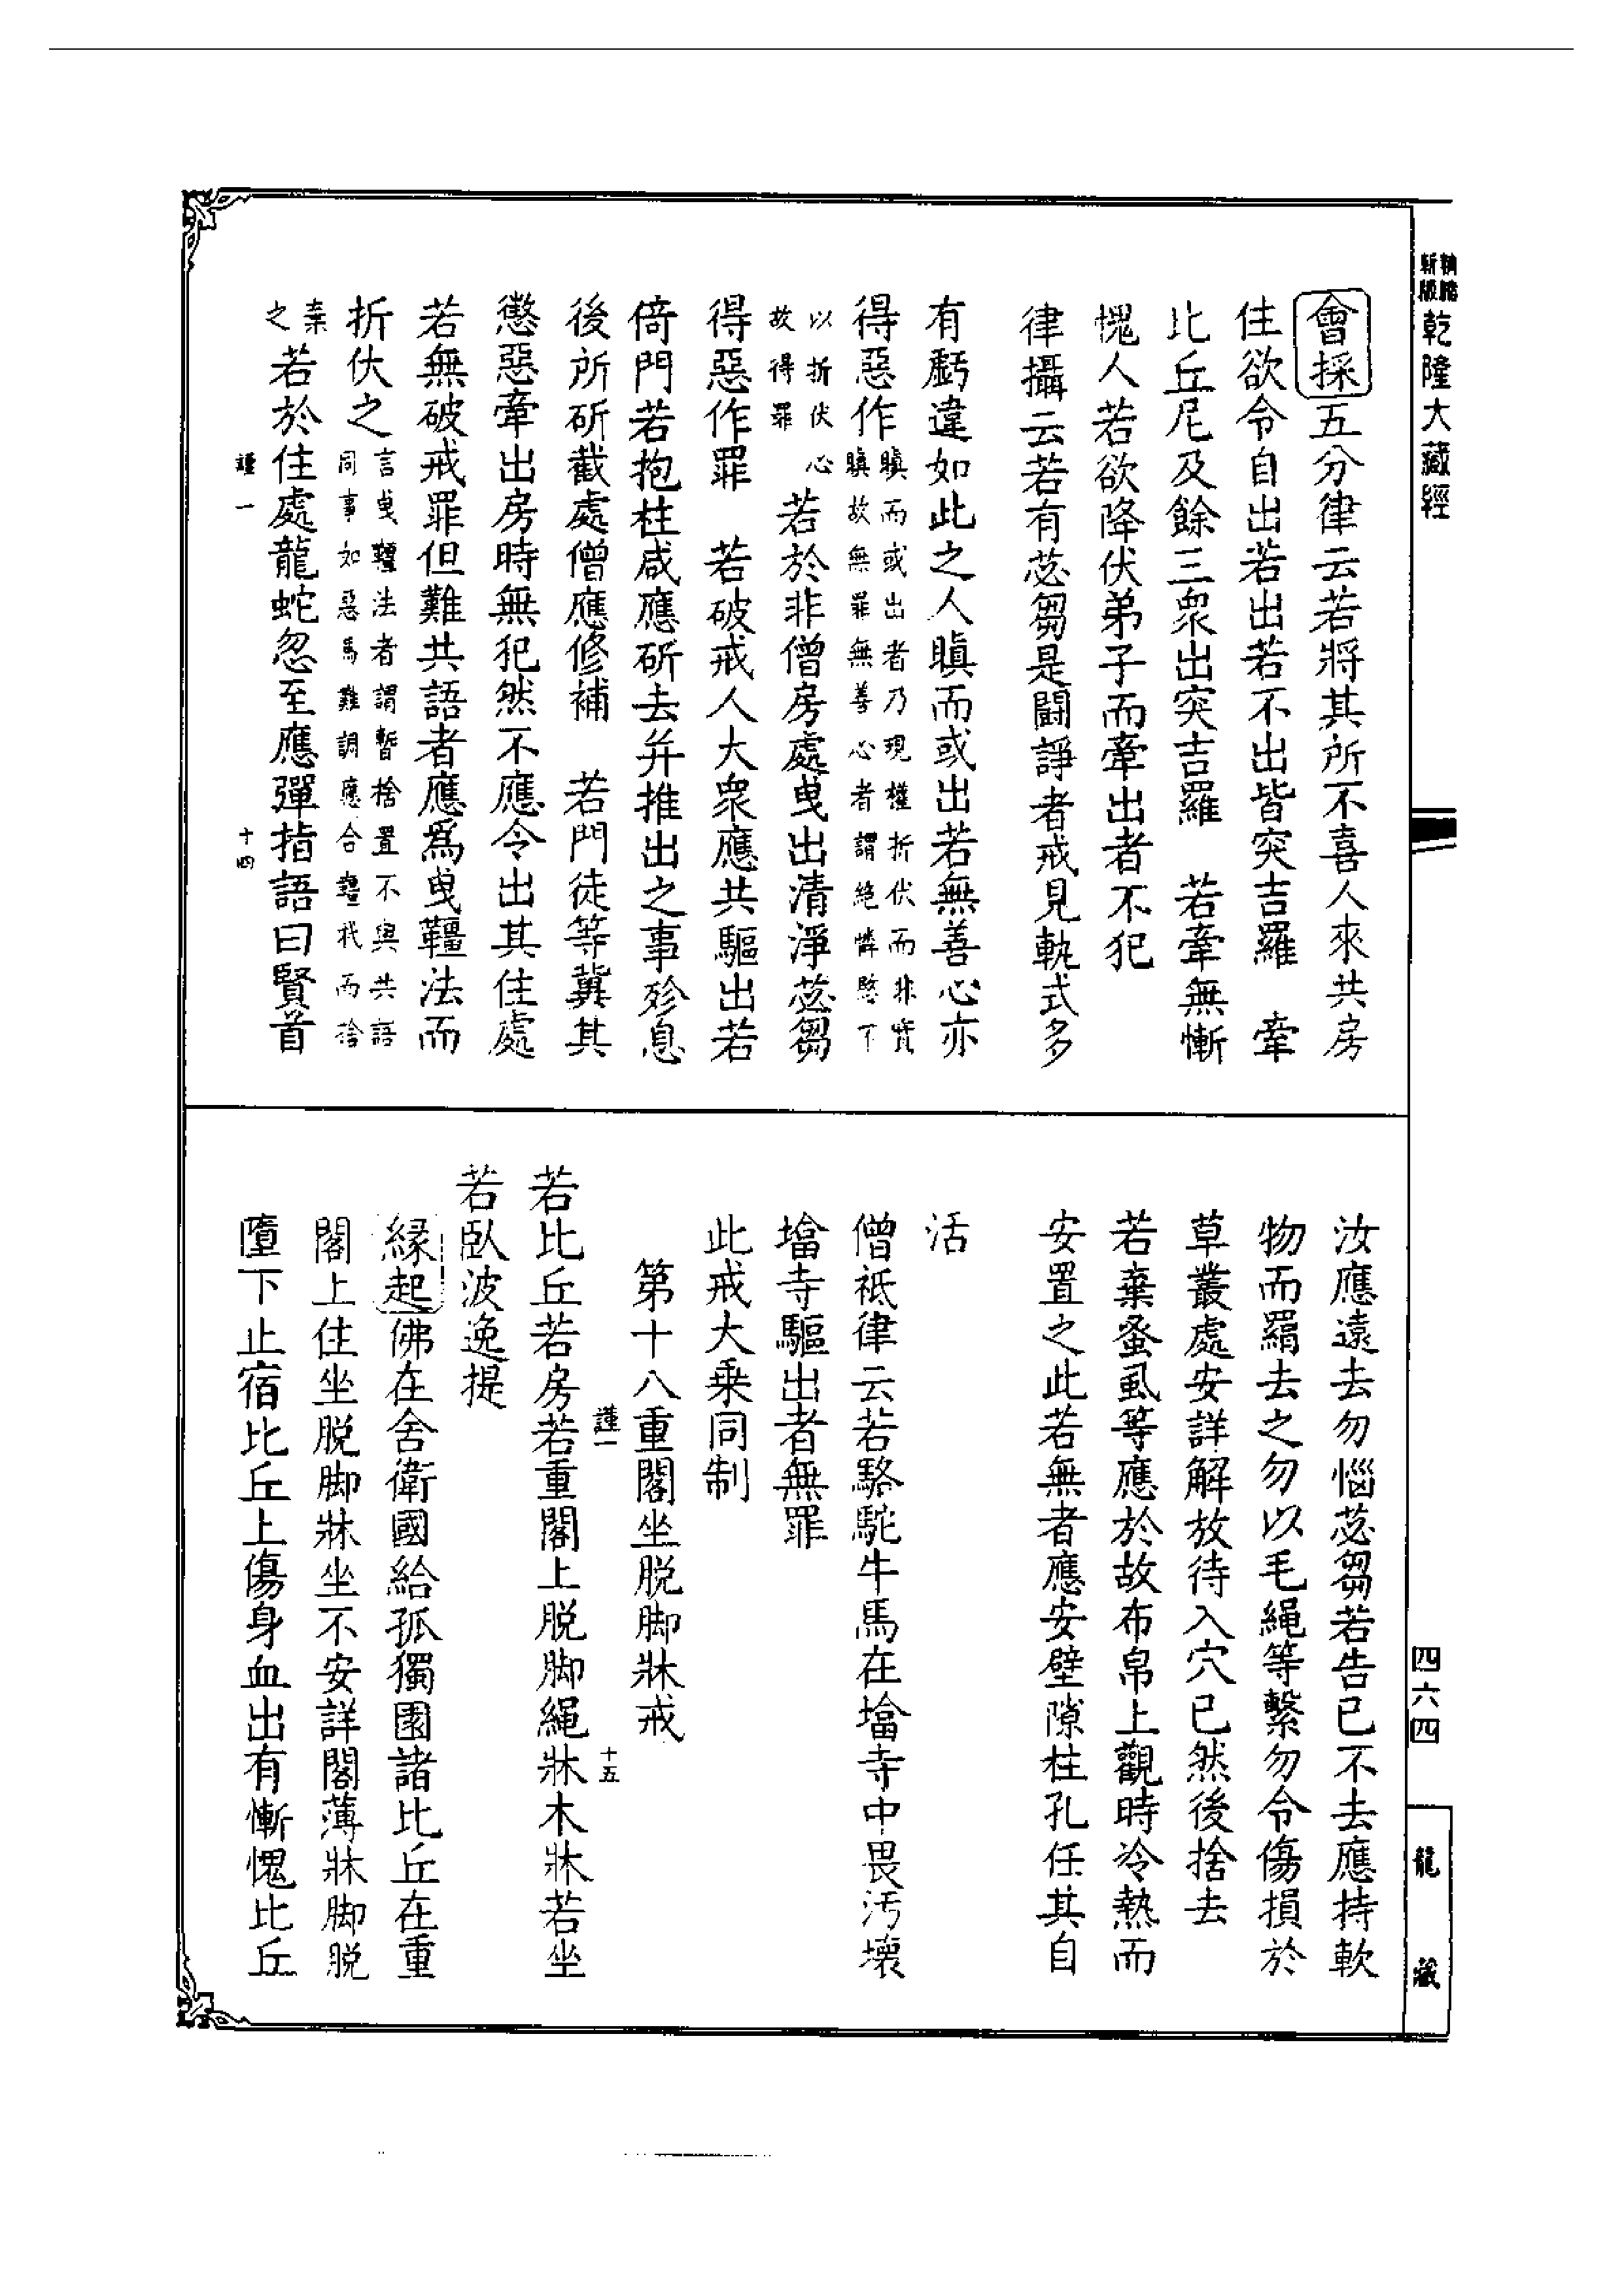 乾隆大藏經
會採五分律云若將其所不喜人來共房
住欲令自出若出若不出皆突吉羅　牽
比丘尼及餘三衆出突吉羅　若牽無慚
愧人若欲降伏弟子而牽出者不犯
律攝云若有苾芻是鬪諍者戒見軌式多
有虧違如此之人瞋而或出若無善心亦
得惡作瞋而或出者乃現權折伏而非實瞋故無罪無善心者謂絶憐愍下
以折伏心故得罪　若於非僧房處曳出清淨苾芻
得惡作罪　若破戒人大衆應共驅出若
倚門若抱柱咸應斫去并推出之事殄息
後所斫截處僧應修補　若門徒等冀其
懲惡牽出房時無犯然不應令出其住處
若無破戒罪但難共語者應爲曳韁法而
折伏之言曳韁法者謂暫捨置不與共語同事如惡馬難調應合韁杙而捨
棄之若於住處龍蛇忽至應彈指語曰賢首
謹一　十四
汝應遠去勿惱苾芻若告已不去應持軟
物而羂去之勿以毛繩等繫勿令傷損於
草叢處安詳解放待入穴已然後捨去
若棄蚤虱等應於故布帛上觀時冷熱而
安置之此若無者應安壁隙柱孔任其自
活
僧祇律云若駱駝牛馬在墖寺中畏汚壞
墖寺驅出者無罪
此戒大乘同制
第十八重閣坐脱脚牀戒
謹一　十五
若比丘若房若重閣上脱脚繩牀木牀若坐
若臥波逸提
緣起佛在舍衛國給孤獨園諸比丘在重
閣上住坐脱脚牀坐不安詳閣薄牀脚脱
墮下止宿比丘上傷身血出有慚愧比丘
四六四
龍藏